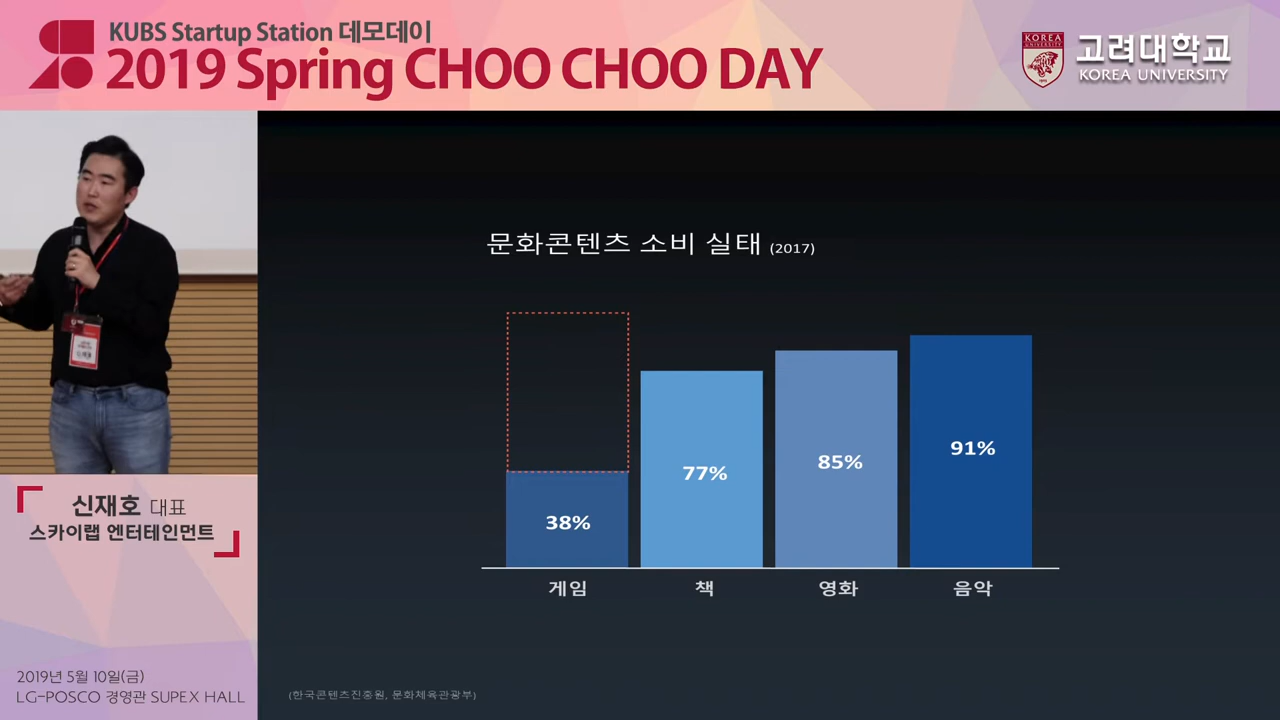 KUBS Startup Station 데모데이
2019 Spring CHOO CHOO DAY
KOREA
UNIVERSITY
고려대학교
KOREA UNIVERSITY
문화콘텐츠 소비 실태 (2017)
38%
77%
85%
91%
게임
책
영화
음악
신재호 대표
스카이랩 엔터테인먼트
2019년 5월 10일(금)
LG-POSCO 경영관 SUPEX HALL
(한국콘텐츠진흥원, 문화체육관광부)